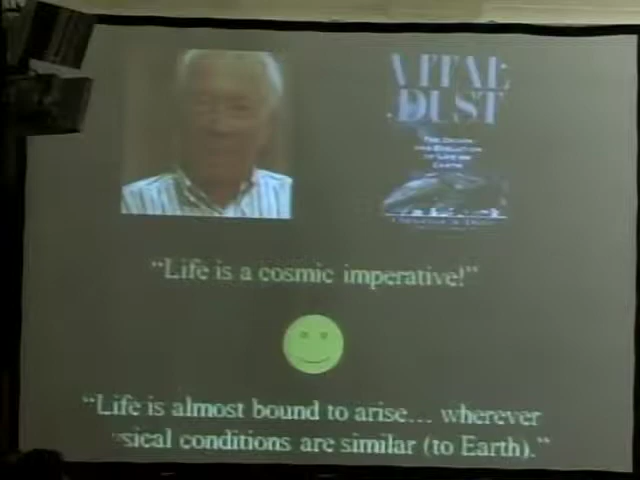 VITAL
DUST
“Life is a cosmic imperative!”
“Life is almost bound to arise... wherever
sical conditions are similar (to Earth).”